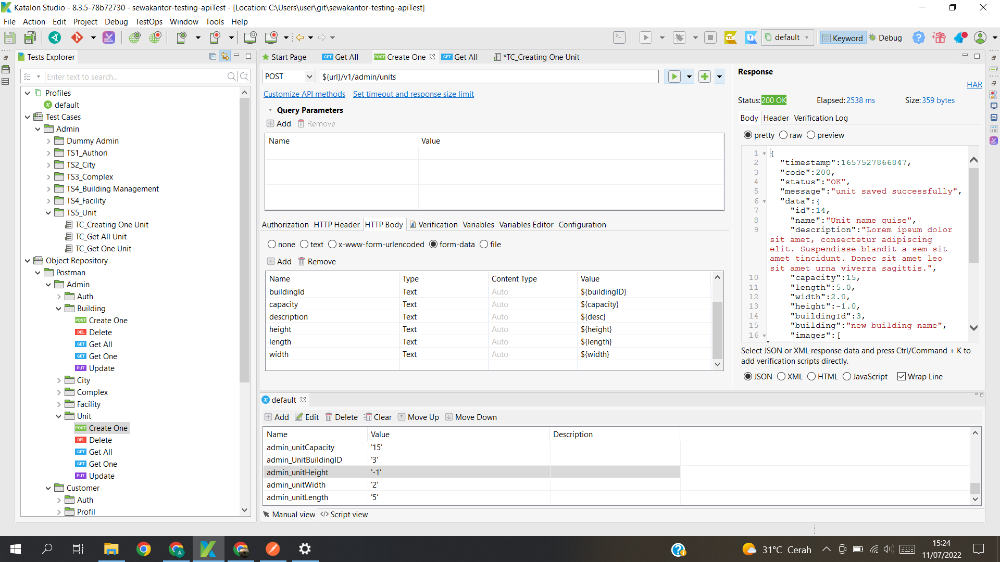 Katalon Studio - 8.3.5-78b72730 - sewakantor-testing-apiTest - [Location: C:\Users\user\git\sewakantor-testing-apiTest]
File Action Edit Project Debug TestOps Window Tools Help
default
Keyword
Debug
Tests Explorer
Enter text to search...
Profiles
default
Test Cases
Admin
Dummy Admin
TS1_Authori
TS2_City
TS3_Complex
TS4_Building Management
TS4_Facility
TS5_Unit
TC_Creating One Unit
TC_Get All Unit
TC_Get One Unit
Object Repository
Postman
Admin
Auth
Building
POST Create One
DEL Delete
GET Get All
GET Get One
PUT Update
City
Complex
Facility
Unit
POST Create One
DEL Delete
GET Get All
GET Get One
PUT Update
Customer
Auth
Profil
Start Page
GET Get All
POST Create One
GET Get All
*TC_Creating One Unit
POST
${url}/v1/admin/units
Customize API methods Set timeout and response size limit
Query Parameters
Add Remove
Name Value
Authorization HTTP Header HTTP Body Verification Variables Variables Editor Configuration
none text x-www-form-urlencoded form-data file
Add Remove
Name Type Content Type Value
buildingId Text Auto ${buildingID}
capacity Text Auto ${capacity}
description Text Auto ${desc}
height Text Auto ${height}
length Text Auto ${length}
width Text Auto ${width}
Response
HAR
Status: 200 OK Elapsed: 2538 ms Size: 359 bytes
Body Header Verification Log
pretty raw preview
1 {
2 "timestamp":1657527866847,
3 "code":200,
4 "status":"OK",
5 "message":"unit saved successfully",
6 "data":{
7 "id":14,
8 "name":"Unit name guise",
9 "description":"Lorem ipsum dolor
sit amet, consectetur adipiscing
elit. Suspendisse blandit a sem sit
amet tincidunt. Donec sit amet leo
sit amet urna viverra sagittis.",
10 "capacity":15,
11 "length":5.0,
12 "width":2.0,
13 "height":-1.0,
14 "buildingId":3,
15 "building":"new building name",
16 "images":[
Select JSON or XML response data and press Ctrl/Command + K to
add verification scripts directly.
JSON XML HTML JavaScript Wrap Line
default
Add Edit Delete Clear Move Up Move Down
Name Value Description
admin_unitCapacity '15'
admin_UnitBuildingID '3'
admin_unitHeight '-1'
admin_unitWidth '2'
admin_unitLength '5'
Manual view Script view
31°C Cerah
15:24
11/07/2022